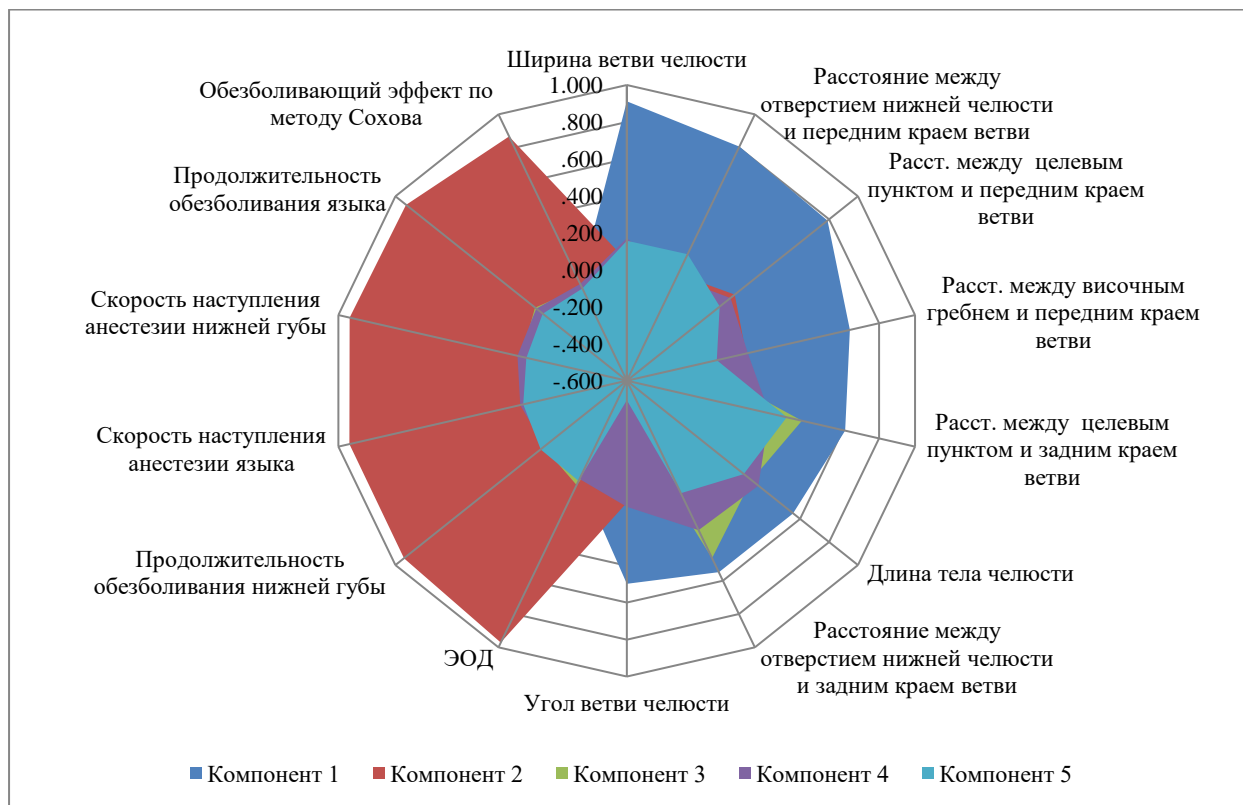 Ширина ветви челюсти
Расстояние между
отверстием нижней челюсти
и передним краем ветви
Расст. между целевым
пунктом и передним краем
ветви
Расст. между височным
гребнем и передним краем
ветви
Расст. между целевым
пунктом и задним краем
ветви
Длина тела челюсти
Расстояние между
отверстием нижней челюсти
и задним краем ветви
Угол ветви челюсти
ЭОД
Продолжительность
обезболивания нижней губы
Скорость наступления
анестезии языка
Скорость наступления
анестезии нижней губы
Продолжительность
обезболивания языка
Обезболивающий эффект по
методу Сохова
1.000
.800
.600
.400
.200
.000
-.200
-.400
-.600
Компонент 1
Компонент 2
Компонент 3
Компонент 4
Компонент 5